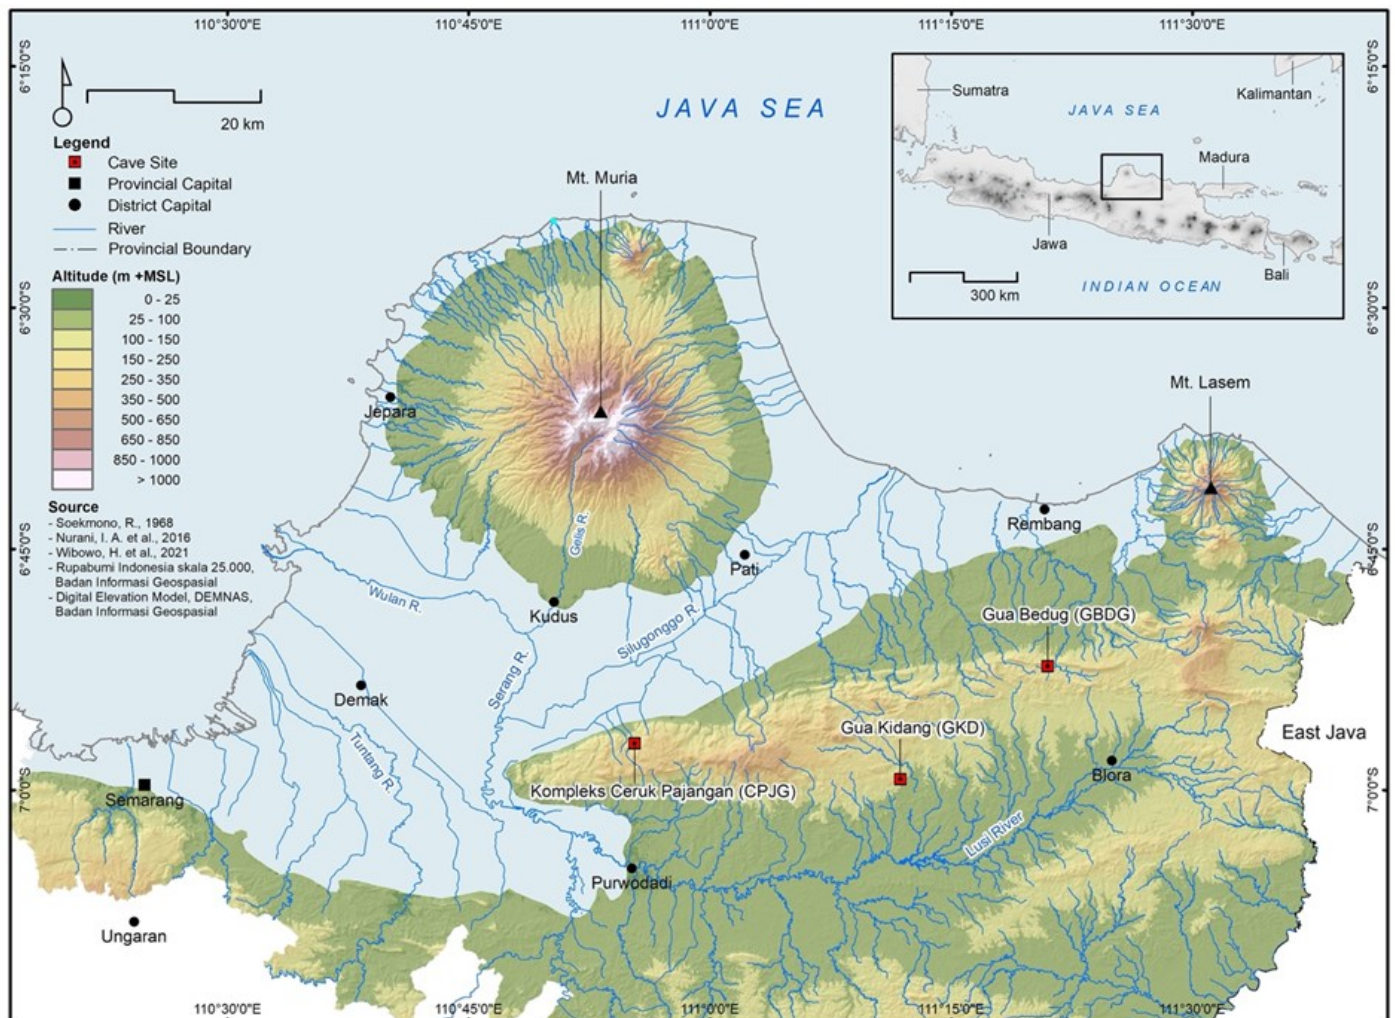 110°30'0"E
110°45'0"E
111°00'0"E
111°15'0"E
111°30'0"E
6°15'0"S
6°15'0"S
20 km
Legend
Cave Site
Provincial Capital
District Capital
River
Provincial Boundary
Altitude (m +MSL)
0 - 25
25 - 100
100 - 150
150 - 250
250 - 350
350 - 500
500 - 650
650 - 850
850 - 1000
> 1000
Source
- Soekmono, R., 1968
- Nurani, I. A. et al., 2016
- Wibowo, H. et al., 2021
- Rupabumi Indonesia skala 25.000,
Badan Informasi Geospasial
- Digital Elevation Model, DEMNAS,
Badan Informasi Geospasial
JAVA SEA
Sumatra
Kalimantan
JAVA SEA
Madura
Jawa
Bali
300 km
INDIAN OCEAN
Mt. Muria
6°30'0"S
6°30'0"S
Mt. Lasem
Jepara
Rembang
Gelis R.
6°45'0"S
6°45'0"S
Pati
Wulan R.
Kudus
Silugonggo R.
Gua Bedug (GBDG)
Serang R.
Demak
Gua Kidang (GKD)
East Java
Tuntang R.
Blora
7°0'0"S
7°0'0"S
Semarang
Kompleks Ceruk Pajangan (CPJG)
Lusi River
Purwodadi
Ungaran
110°30'0"E
110°45'0"E
111°00'0"E
111°15'0"E
111°30'0"E